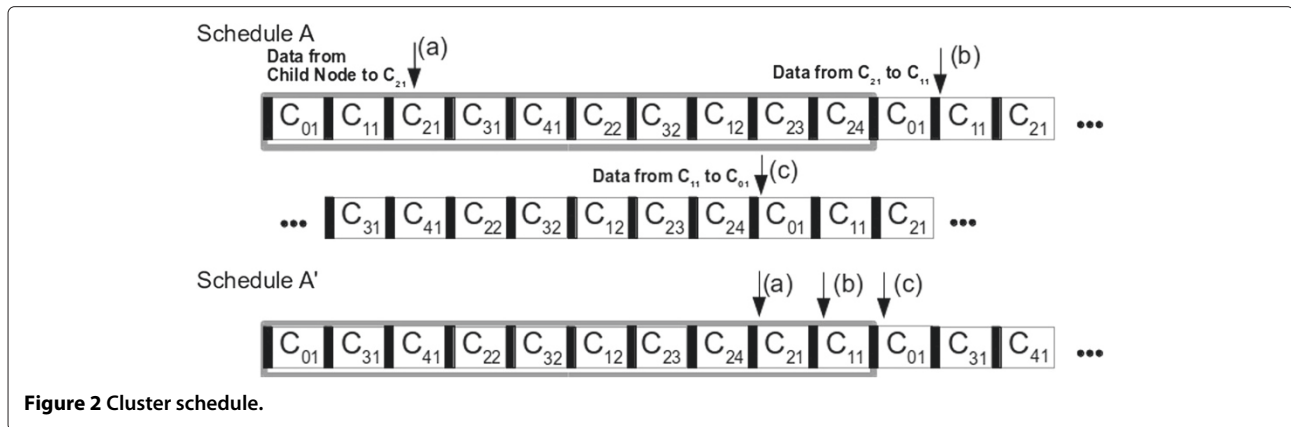 Schedule A
Data from
Child Node to C₂₁
(a)
Data from C₂₁ to C₁₁
(b)
C₀₁ C₁₁ C₂₁ C₃₁ C₄₁ C₂₂ C₃₂ C₁₂ C₂₃ C₂₄ C₀₁ C₁₁ C₂₁ •••
Data from C₁₁ to C₀₁
(c)
••• C₃₁ C₄₁ C₂₂ C₃₂ C₁₂ C₂₃ C₂₄ C₀₁ C₁₁ C₂₁ •••
Schedule A'
(a) (b) (c)
C₀₁ C₃₁ C₄₁ C₂₂ C₃₂ C₁₂ C₂₃ C₂₄ C₂₁ C₁₁ C₀₁ C₃₁ C₄₁ •••
Figure 2 Cluster schedule.